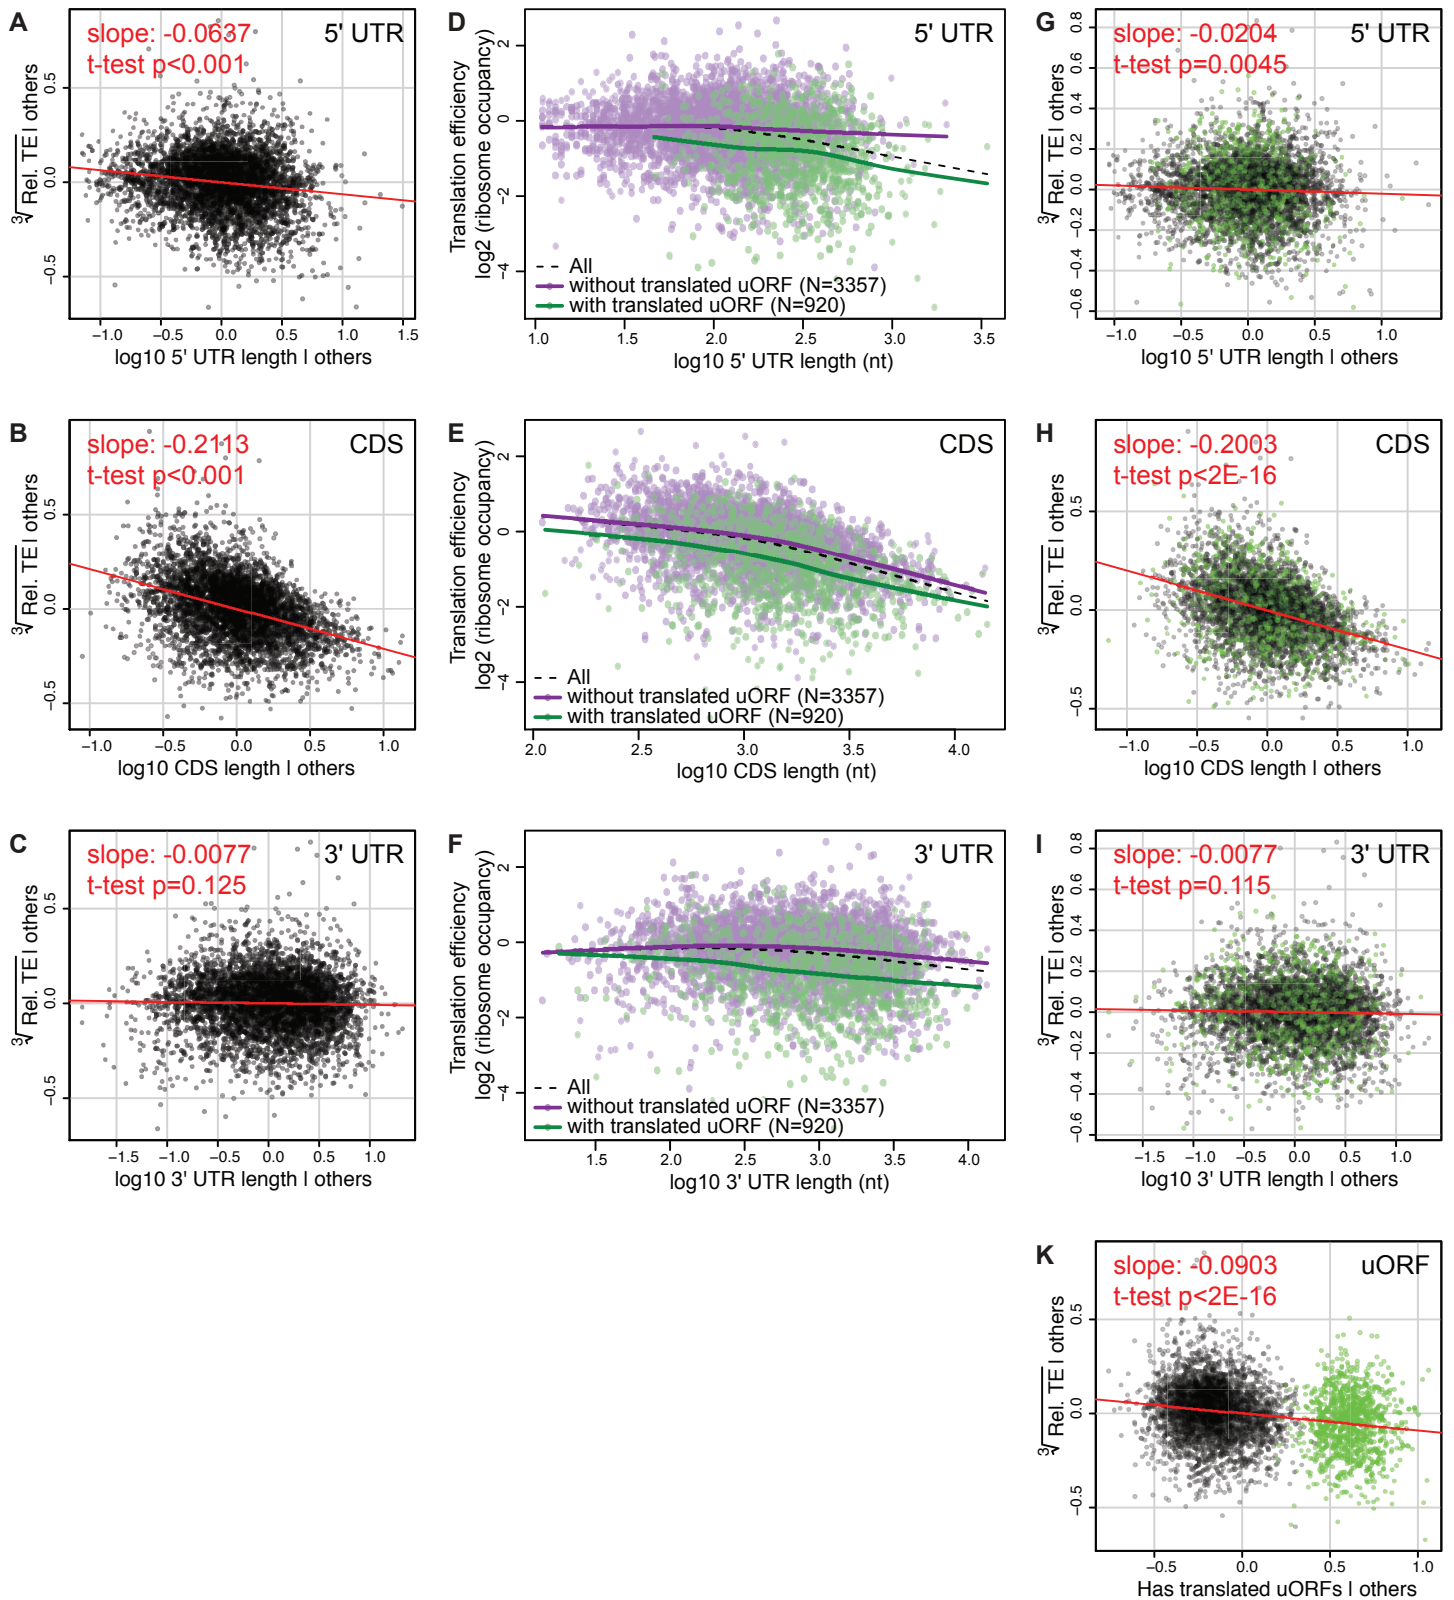 A
slope: -0.0637
t-test p<0.001
5' UTR
0.5
0.0
−0.5
∛Rel. TE | others
−1.0 −0.5 0.0 0.5 1.0 1.5
log10 5' UTR length | others
D
5' UTR
2
0
−2
−4
Translation efficiency
log2 (ribosome occupancy)
All
without translated uORF (N=3357)
with translated uORF (N=920)
1.0 1.5 2.0 2.5 3.0 3.5
log10 5' UTR length (nt)
G
slope: -0.0204
t-test p=0.0045
5' UTR
0.8
0.6
0.4
0.2
0.0
−0.2
−0.4
−0.6
∛Rel. TE | others
−1.0 −0.5 0.0 0.5 1.0
log10 5' UTR length | others
B
slope: -0.2113
t-test p<0.001
CDS
0.5
0.0
−0.5
∛Rel. TE | others
−1.0 −0.5 0.0 0.5 1.0
log10 CDS length | others
E
CDS
2
0
−2
−4
Translation efficiency
log2 (ribosome occupancy)
All
without translated uORF (N=3357)
with translated uORF (N=920)
2.0 2.5 3.0 3.5 4.0
log10 CDS length (nt)
H
slope: -0.2003
t-test p<2E-16
CDS
0.5
0.0
−0.5
∛Rel. TE | others
−1.0 −0.5 0.0 0.5 1.0
log10 CDS length | others
C
slope: -0.0077
t-test p=0.125
3' UTR
0.5
0.0
−0.5
∛Rel. TE | others
−1.5 −1.0 −0.5 0.0 0.5 1.0
log10 3' UTR length | others
F
3' UTR
2
0
−2
−4
Translation efficiency
log2 (ribosome occupancy)
All
without translated uORF (N=3357)
with translated uORF (N=920)
1.5 2.0 2.5 3.0 3.5 4.0
log10 3' UTR length (nt)
I
slope: -0.0077
t-test p=0.115
3' UTR
0.8
0.6
0.4
0.2
0.0
−0.2
−0.4
−0.6
∛Rel. TE | others
−1.5 −1.0 −0.5 0.0 0.5 1.0
log10 3' UTR length | others
K
slope: -0.0903
t-test p<2E-16
uORF
0.5
0.0
−0.5
∛Rel. TE | others
−0.5 0.0 0.5 1.0
Has translated uORFs | others